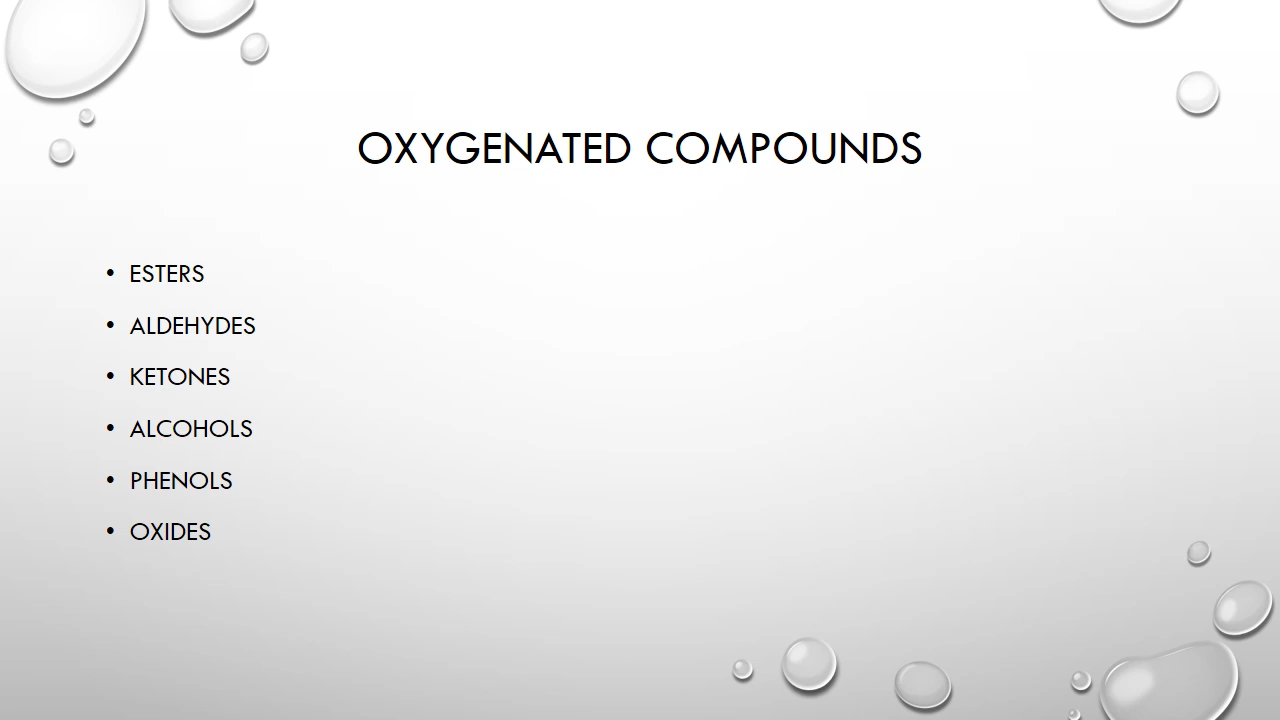 OXYGENATED COMPOUNDS
• ESTERS
• ALDEHYDES
• KETONES
• ALCOHOLS
• PHENOLS
• OXIDES